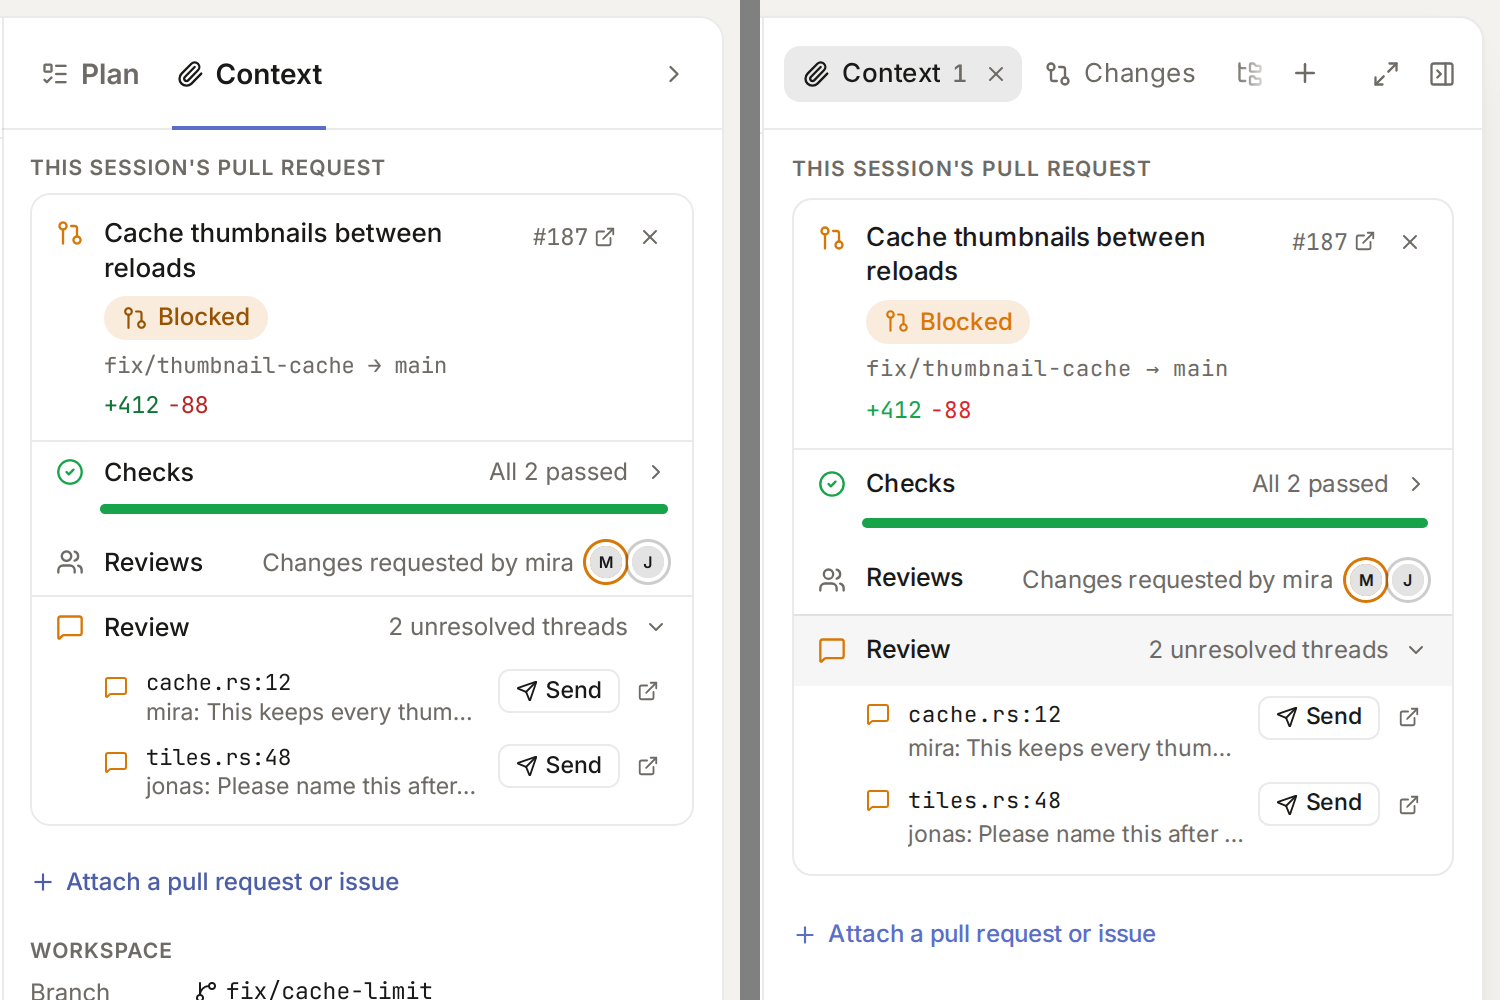 Plan Context
THIS SESSION'S PULL REQUEST
Cache thumbnails between
reloads
#187
Blocked
fix/thumbnail-cache → main
+412 -88
Checks All 2 passed
Reviews Changes requested by mira M J
Review 2 unresolved threads
cache.rs:12
mira: This keeps every thum...
Send
tiles.rs:48
jonas: Please name this after...
Send
+ Attach a pull request or issue
WORKSPACE
Branch fix/cache-limit
Context 1 Changes
THIS SESSION'S PULL REQUEST
Cache thumbnails between
reloads
#187
Blocked
fix/thumbnail-cache → main
+412 -88
Checks All 2 passed
Reviews Changes requested by mira M J
Review 2 unresolved threads
cache.rs:12
mira: This keeps every thum...
Send
tiles.rs:48
jonas: Please name this after ...
Send
+ Attach a pull request or issue